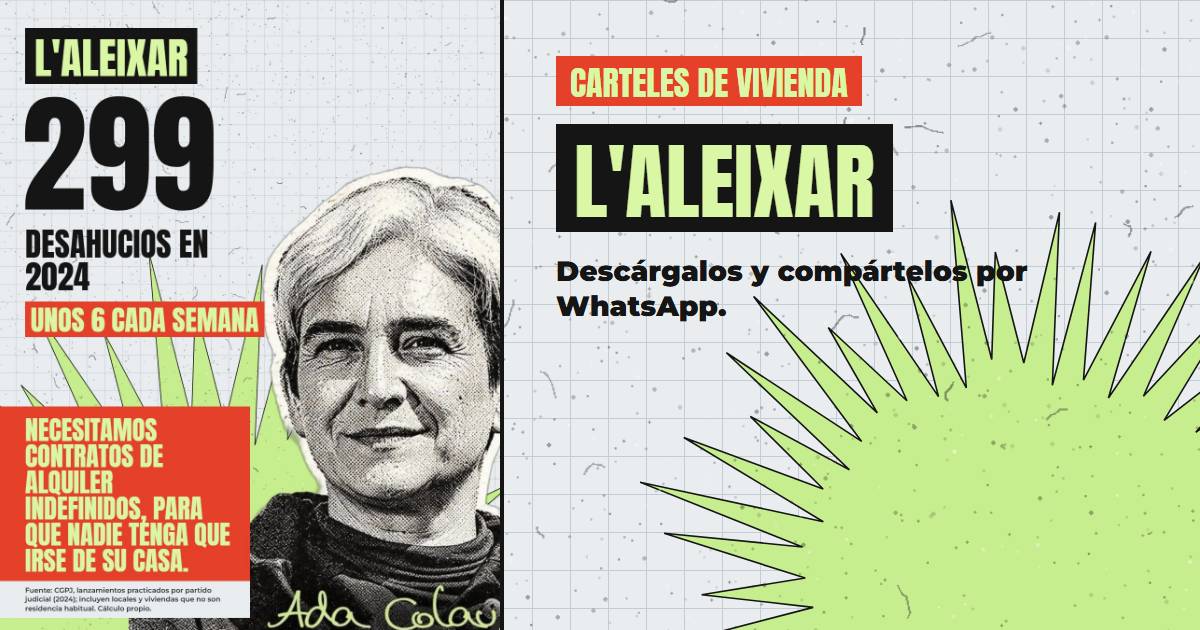 L'ALEIXAR
299
DESAHUCIOS EN
2024
UNOS 6 CADA SEMANA
NECESITAMOS
CONTRATOS DE
ALQUILER
INDEFINIDOS, PARA
QUE NADIE TENGA QUE
IRSE DE SU CASA.
Fuente: CGPJ, lanzamientos practicados por partido
judicial (2024); incluyen locales y viviendas que no son
residencia habitual. Cálculo propio.
Ada Colau
CARTELES DE VIVIENDA
L'ALEIXAR
Descárgalos y compártelos por
WhatsApp.